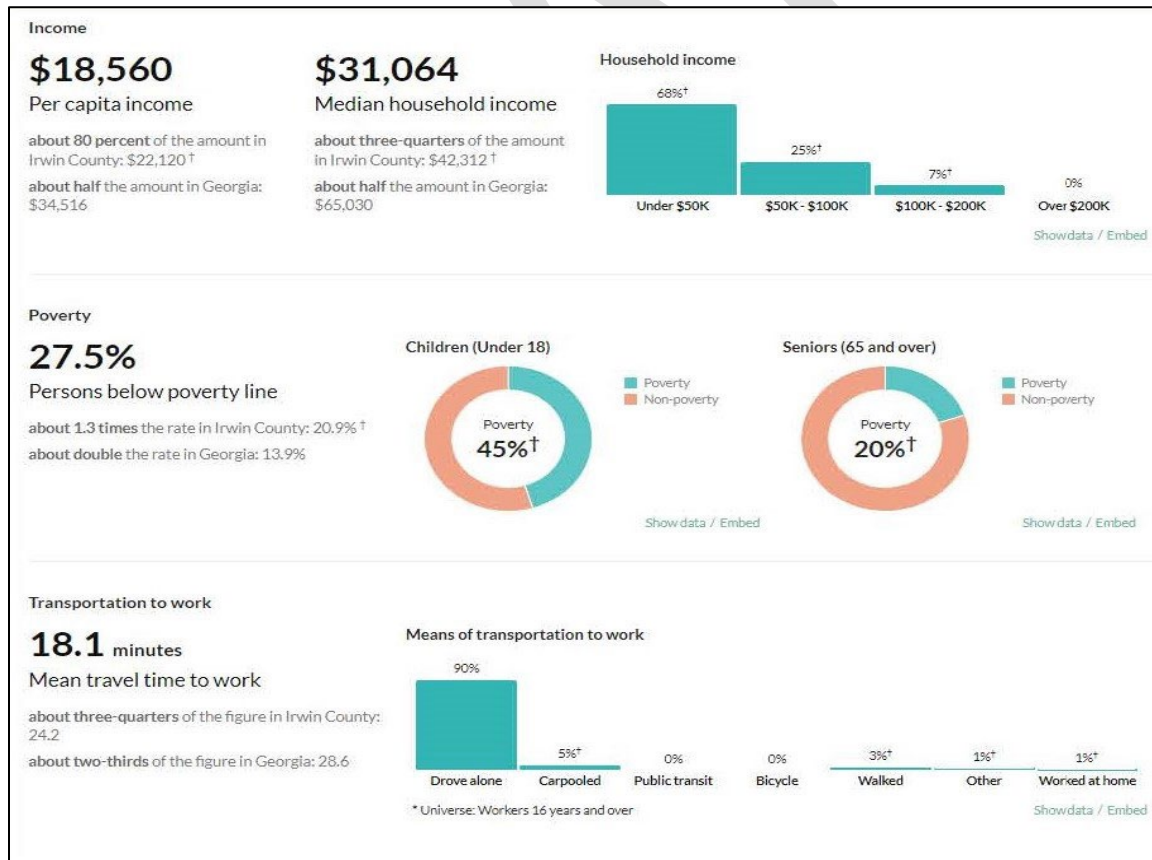 Income
$18,560
Per capita income
about 80 percent of the amount in
Irwin County: $22,120 †
about half the amount in Georgia:
$34,516
$31,064
Median household income
about three-quarters of the amount
in Irwin County: $42,312 †
about half the amount in Georgia:
$65,030
Household income
68%†
25%†
7%†
0%
Under $50K
$50K - $100K
$100K - $200K
Over $200K
Show data / Embed
Poverty
27.5%
Persons below poverty line
about 1.3 times the rate in Irwin County: 20.9% †
about double the rate in Georgia: 13.9%
Children (Under 18)
Poverty
Non-poverty
Poverty
45%†
Show data / Embed
Seniors (65 and over)
Poverty
Non-poverty
Poverty
20%†
Show data / Embed
Transportation to work
18.1 minutes
Mean travel time to work
about three-quarters of the figure in Irwin County:
24.2
about two-thirds of the figure in Georgia: 28.6
Means of transportation to work
90%
5%†
0%
0%
3%†
1%†
1%†
Drove alone
Carpooled
Public transit
Bicycle
Walked
Other
Worked at home
* Universe: Workers 16 years and over
Show data / Embed